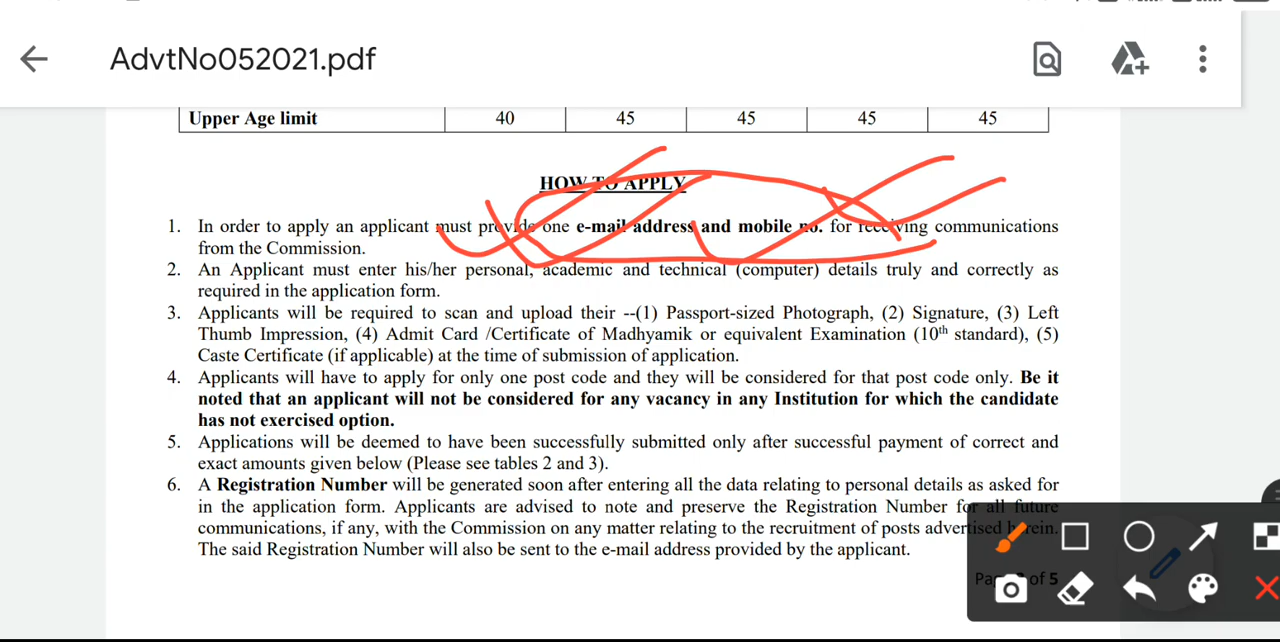 AdvtNo052021.pdf
Upper Age limit 40 45 45 45 45
HOW TO APPLY
1. In order to apply an applicant must provide one e-mail address and mobile no. for receiving communications
from the Commission.
2. An Applicant must enter his/her personal, academic and technical (computer) details truly and correctly as
required in the application form.
3. Applicants will be required to scan and upload their --(1) Passport-sized Photograph, (2) Signature, (3) Left
Thumb Impression, (4) Admit Card /Certificate of Madhyamik or equivalent Examination (10th standard), (5)
Caste Certificate (if applicable) at the time of submission of application.
4. Applicants will have to apply for only one post code and they will be considered for that post code only. Be it
noted that an applicant will not be considered for any vacancy in any Institution for which the candidate
has not exercised option.
5. Applications will be deemed to have been successfully submitted only after successful payment of correct and
exact amounts given below (Please see tables 2 and 3).
6. A Registration Number will be generated soon after entering all the data relating to personal details as asked for
in the application form. Applicants are advised to note and preserve the Registration Number for all future
communications, if any, with the Commission on any matter relating to the recruitment of posts advertised herein.
The said Registration Number will also be sent to the e-mail address provided by the applicant.
of 5